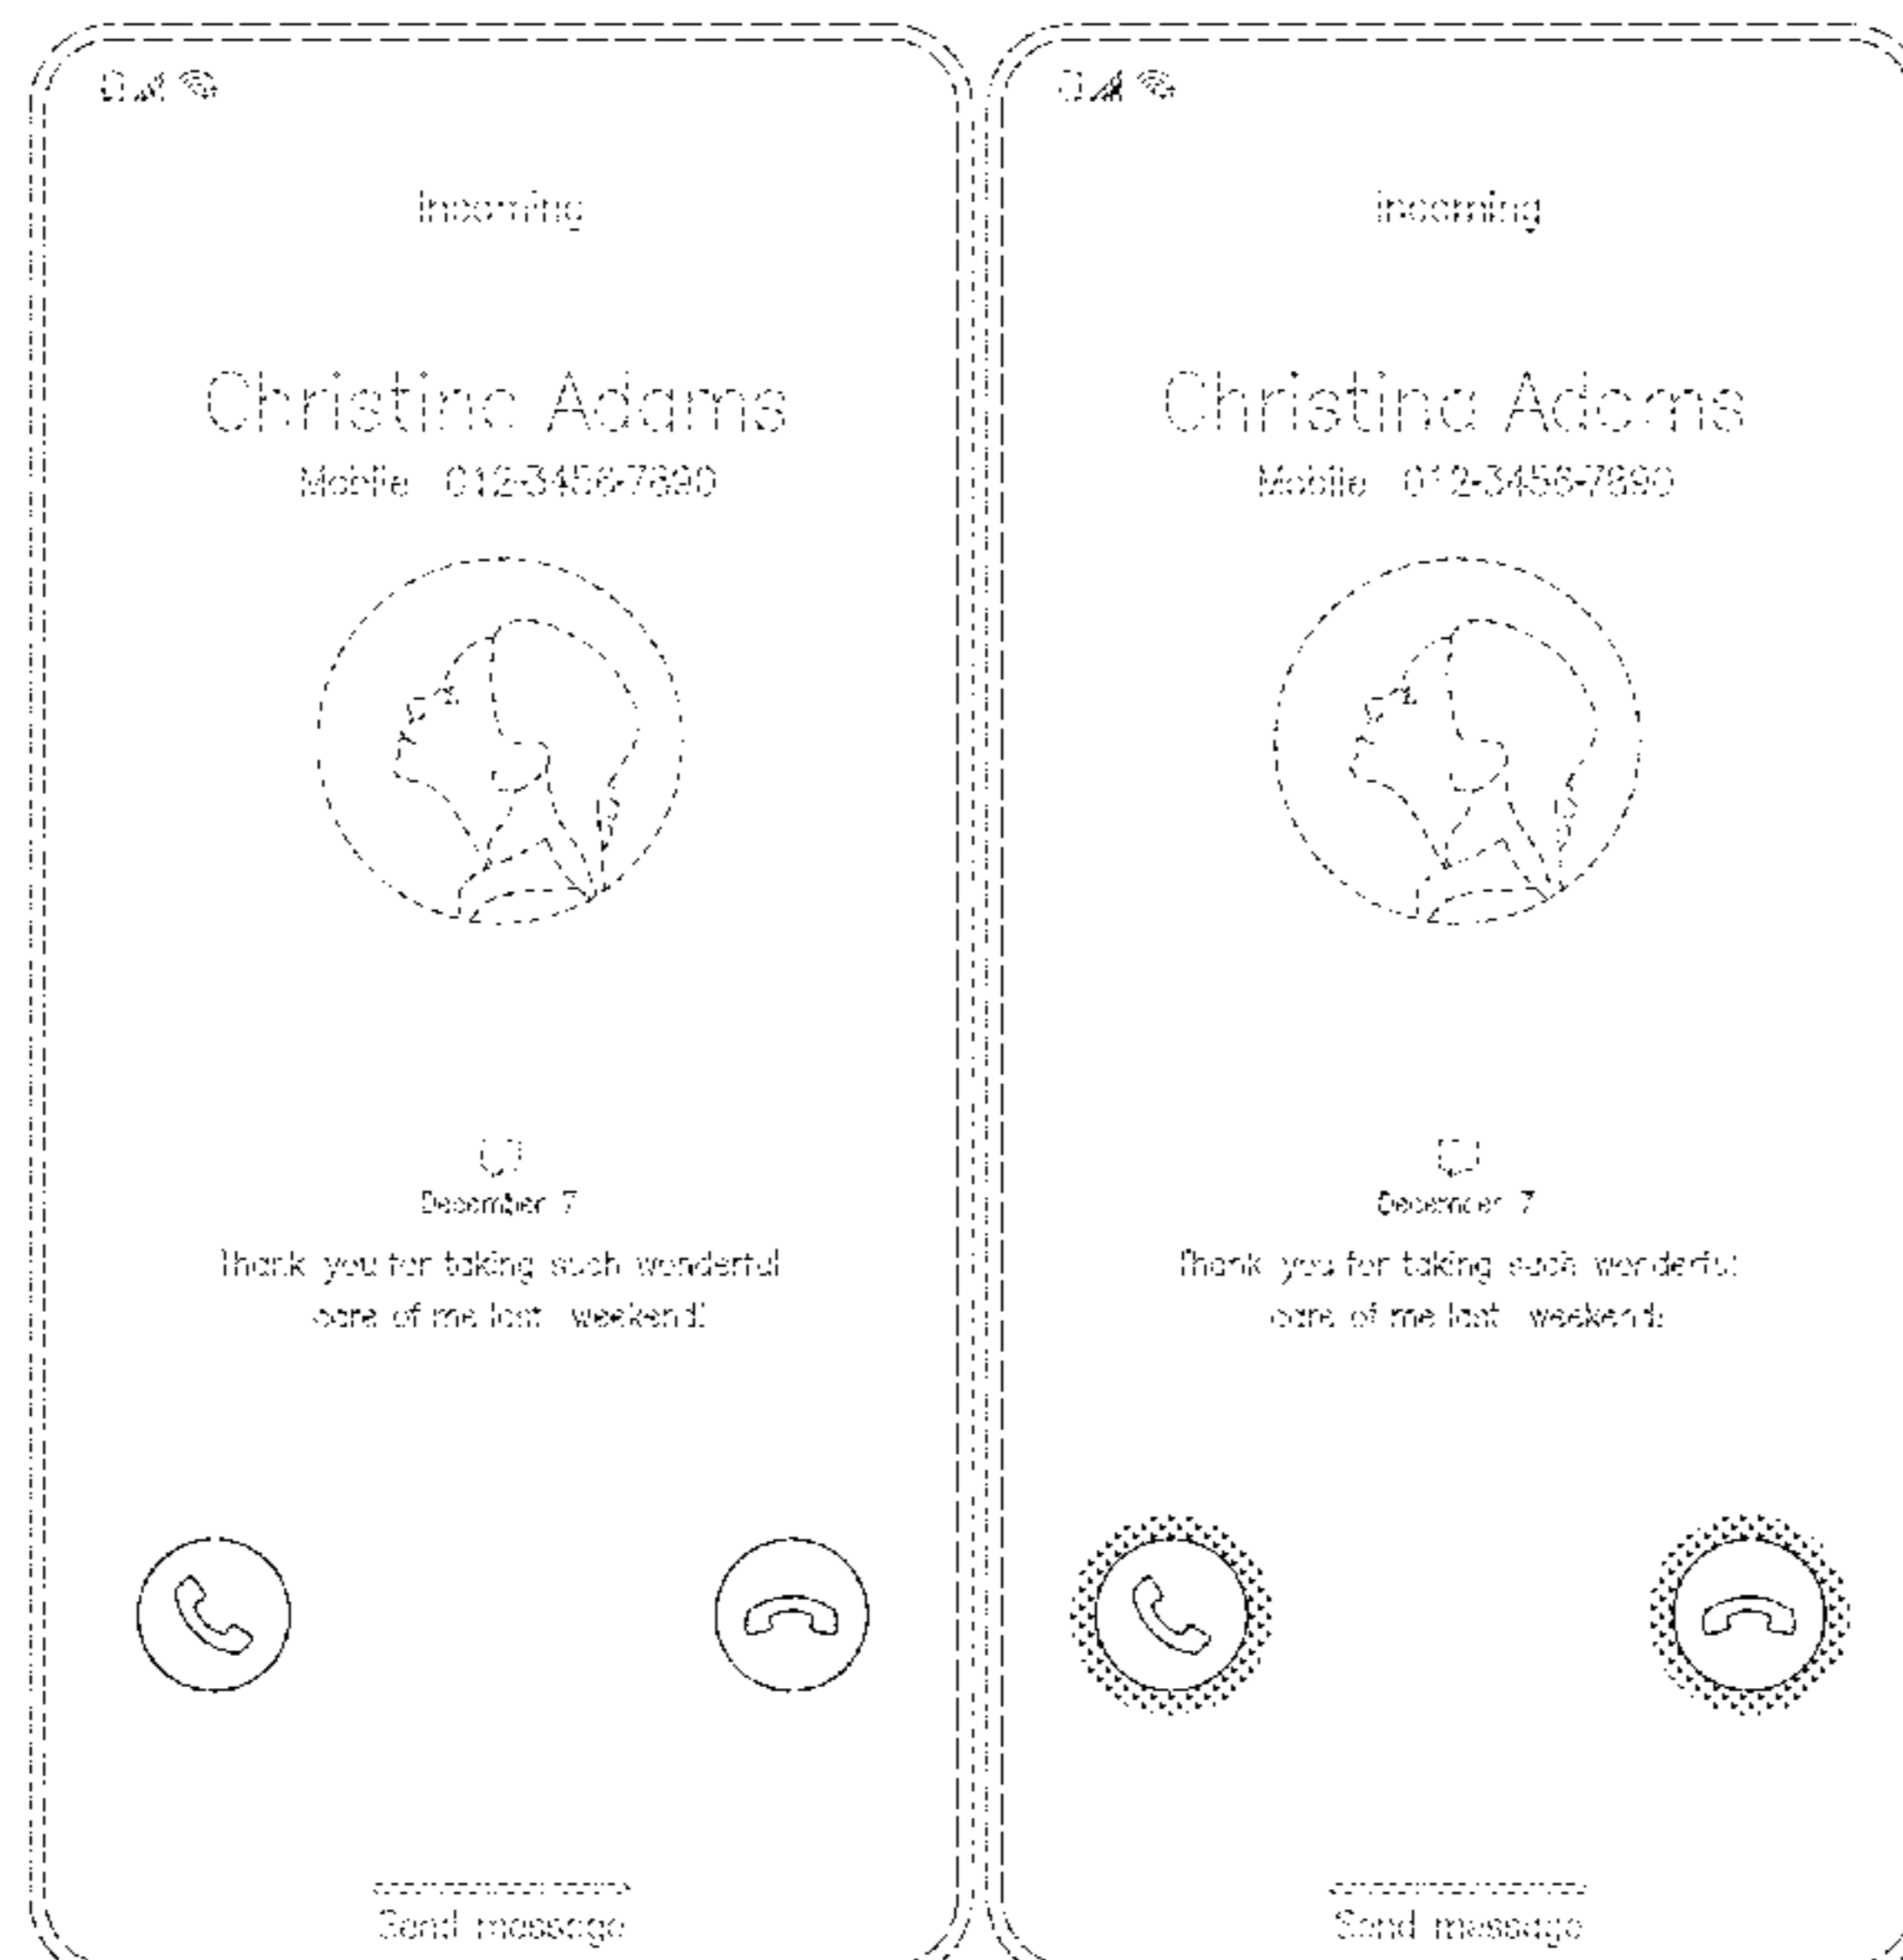 Incoming
Christina Adams
Mobile 012-3456-7890
December 7
Thank you for taking such wonderful
care of me last weekend!
Send message
Incoming
Christina Adams
Mobile 012-3456-7890
December 7
Thank you for taking such wonderful
care of me last weekend!
Send message